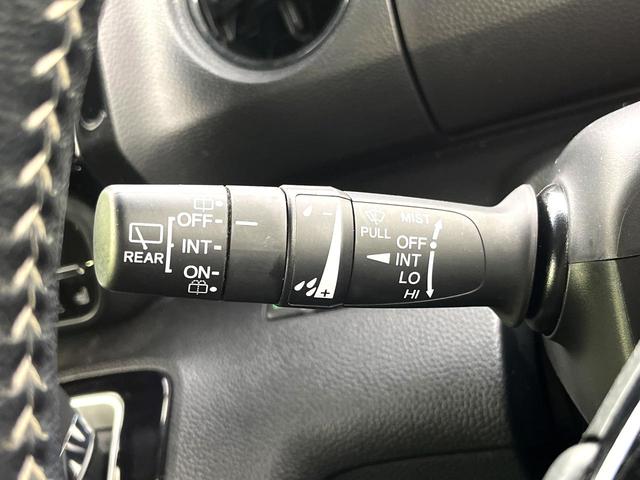 OFF
INT
REAR
ON
- 
+
PULL
MIST
OFF
INT
LO
HI